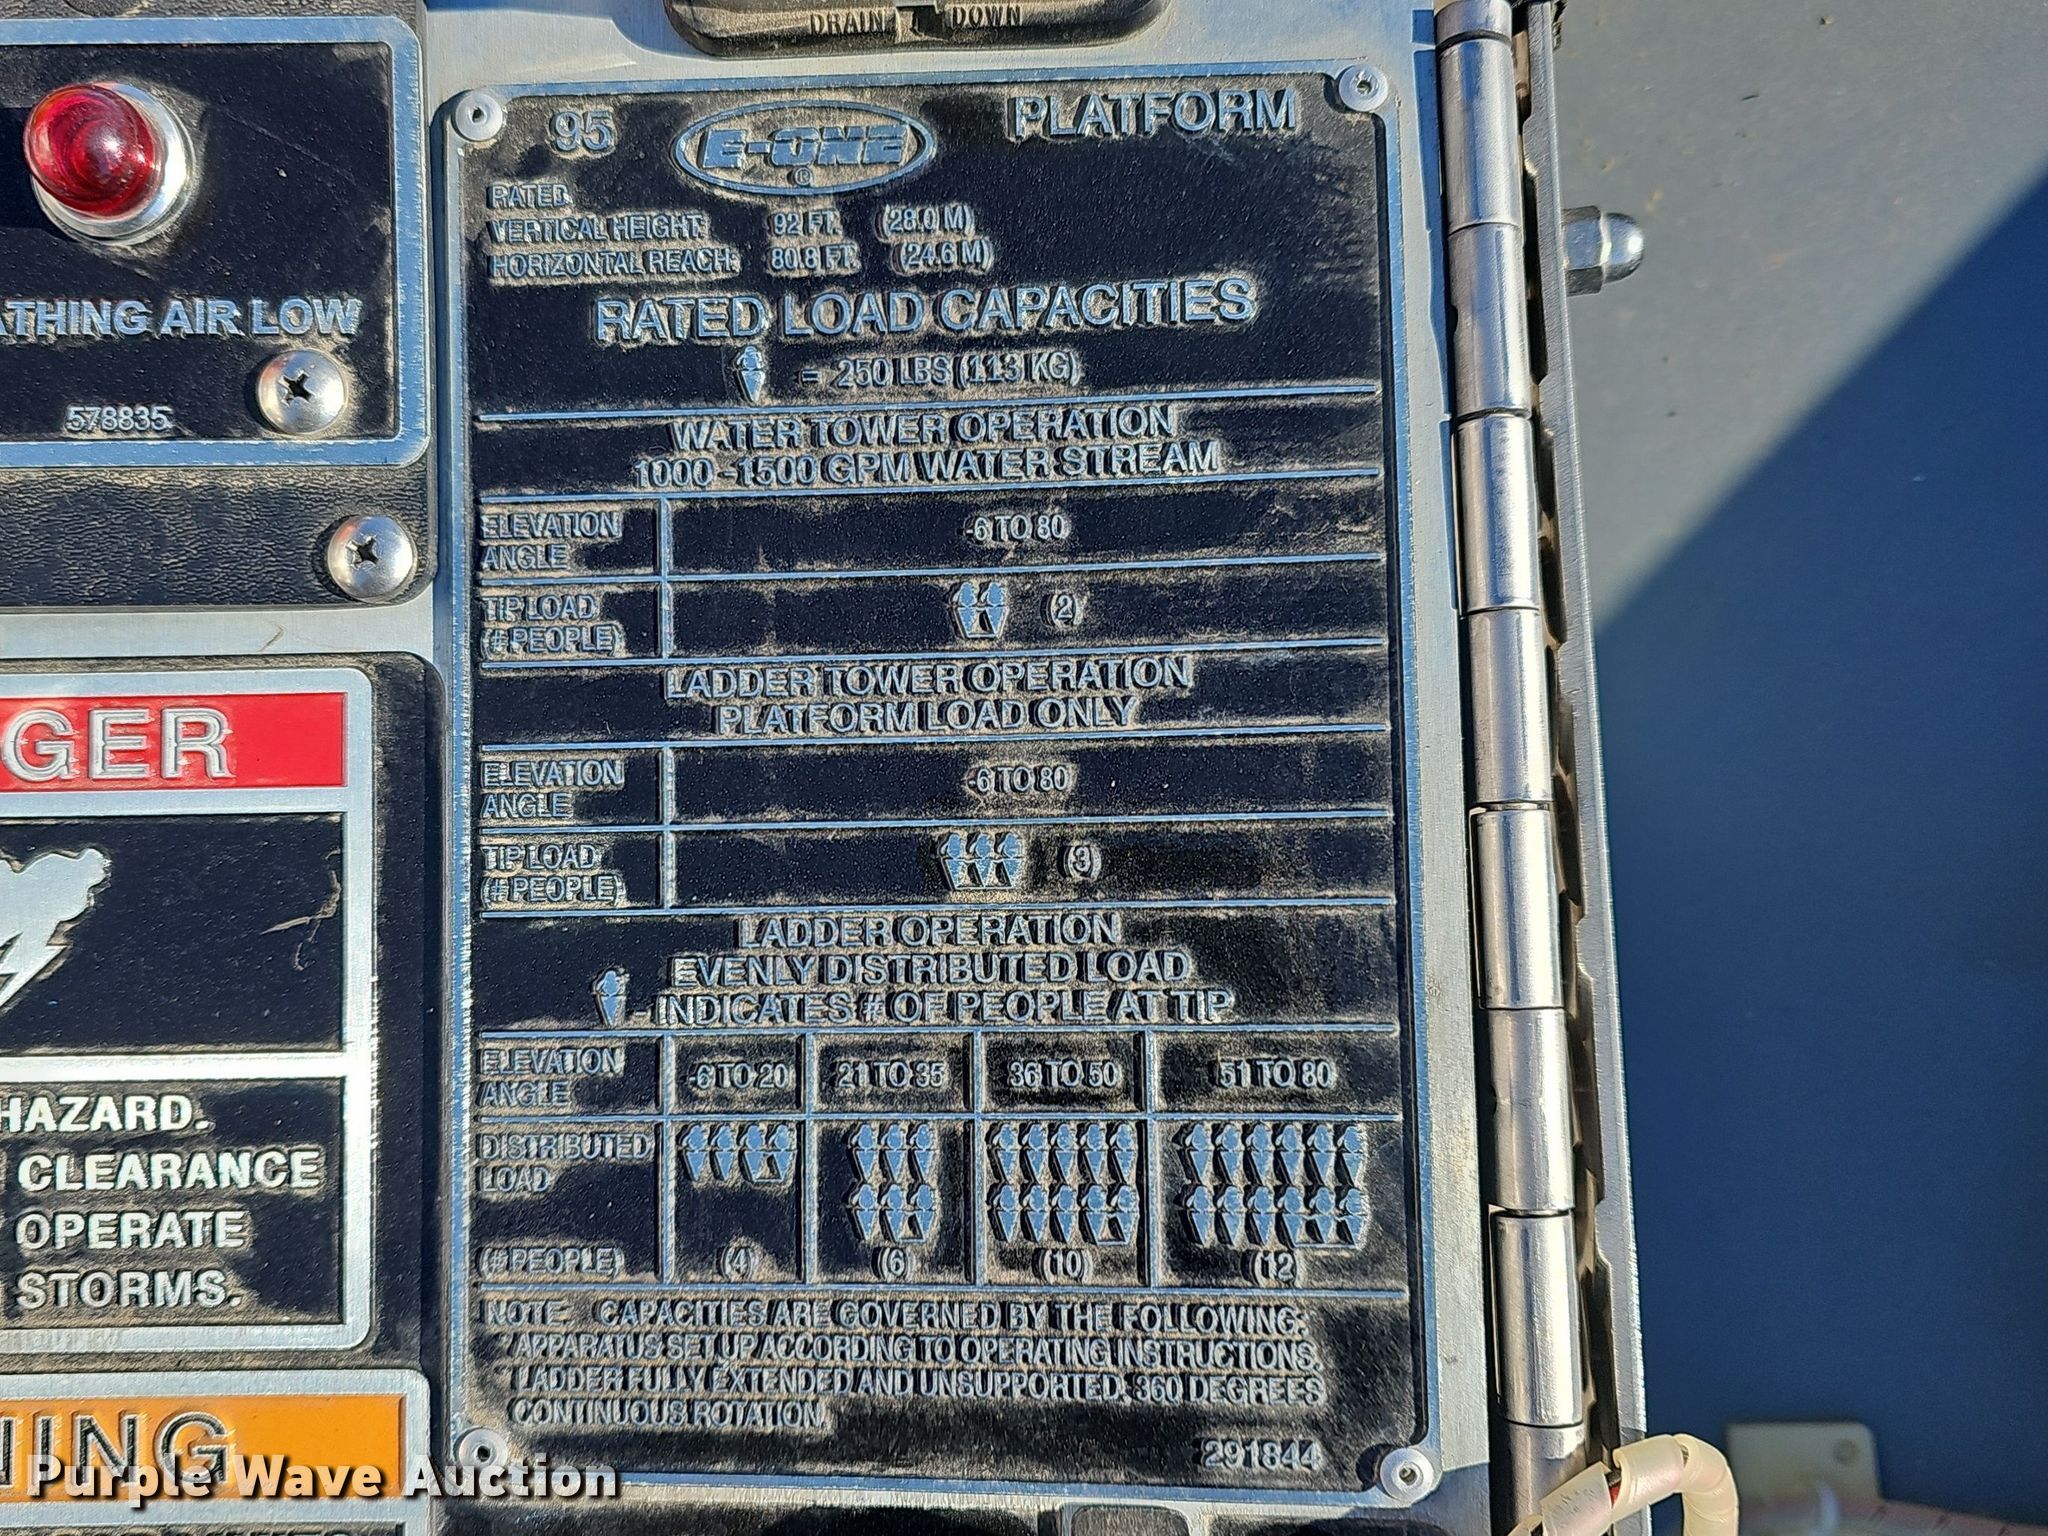 DRAIN DOWN
95 E-ONE ® PLATFORM
RATED
VERTICAL HEIGHT: 92 FT. (28.0 M)
HORIZONTAL REACH: 80.8 FT. (24.6 M)
RATED LOAD CAPACITIES
= 250 LBS (113 KG)
WATER TOWER OPERATION
1000-1500 GPM WATER STREAM
ELEVATION
ANGLE
-6 TO 80
TIP LOAD
(# PEOPLE)
(2)
LADDER TOWER OPERATION
PLATFORM LOAD ONLY
ELEVATION
ANGLE
-6 TO 80
TIP LOAD
(# PEOPLE)
(3)
LADDER OPERATION
EVENLY DISTRIBUTED LOAD
- INDICATES # OF PEOPLE AT TIP
ELEVATION
ANGLE
-6 TO 20 21 TO 35 36 TO 50 51 TO 80
DISTRIBUTED
LOAD
(# PEOPLE) (4) (6) (10) (12)
NOTE: CAPACITIES ARE GOVERNED BY THE FOLLOWING:
* APPARATUS SET UP ACCORDING TO OPERATING INSTRUCTIONS.
* LADDER FULLY EXTENDED AND UNSUPPORTED, 360 DEGREES
CONTINUOUS ROTATION.
291844
ATHING AIR LOW
578835
GER
HAZARD.
CLEARANCE
OPERATE
STORMS.
NING
Purple Wave Auction